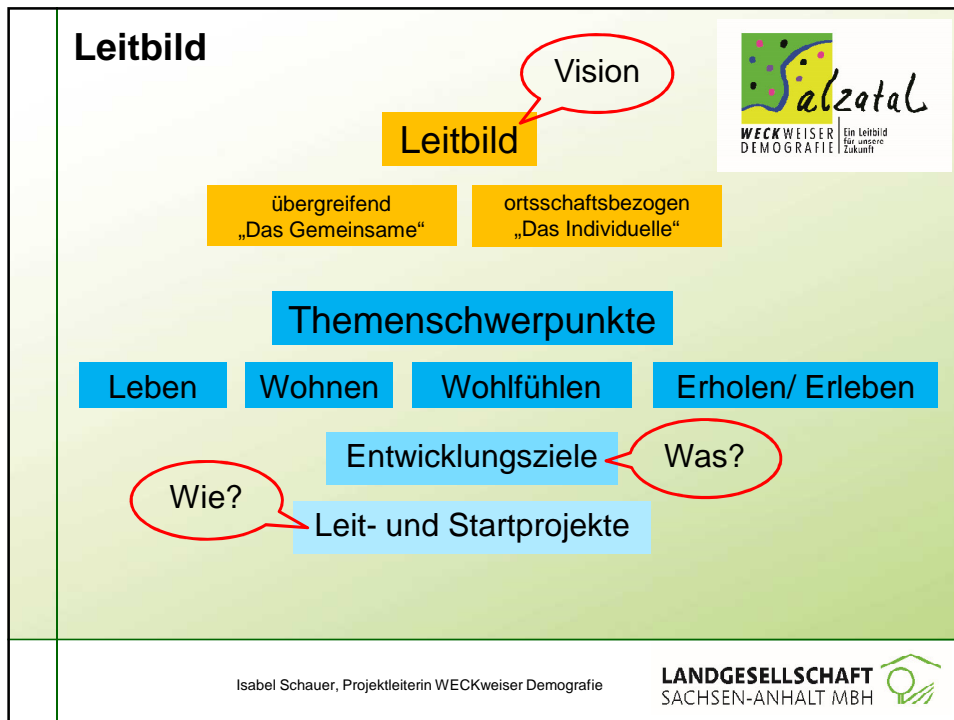 Leitbild
Vision
Salzatal
WECKWEISER
DEMOGRAFIE
Ein Leitbild
für unsere
Zukunft
Leitbild
übergreifend
„Das Gemeinsame“
ortsschaftsbezogen
„Das Individuelle“
Themenschwerpunkte
Leben
Wohnen
Wohlfühlen
Erholen/ Erleben
Entwicklungsziele
Was?
Wie?
Leit- und Startprojekte
Isabel Schauer, Projektleiterin WECKweiser Demografie
LANDGESELLSCHAFT
SACHSEN-ANHALT MBH